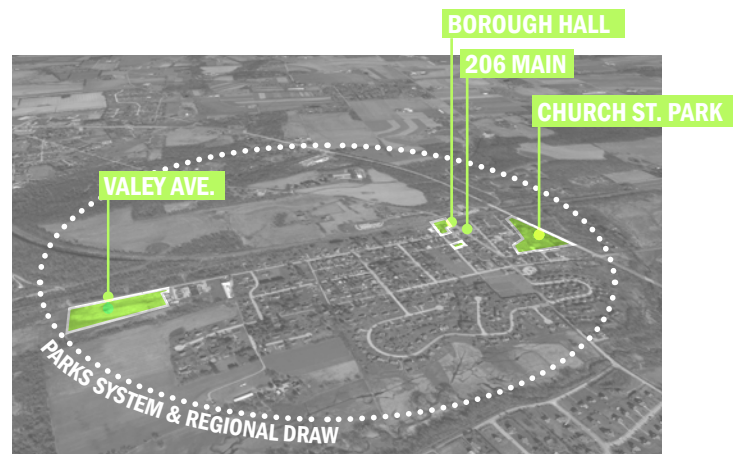 BOROUGH HALL
206 MAIN
CHURCH ST. PARK
VALEY AVE.
PARKS SYSTEM & REGIONAL DRAW